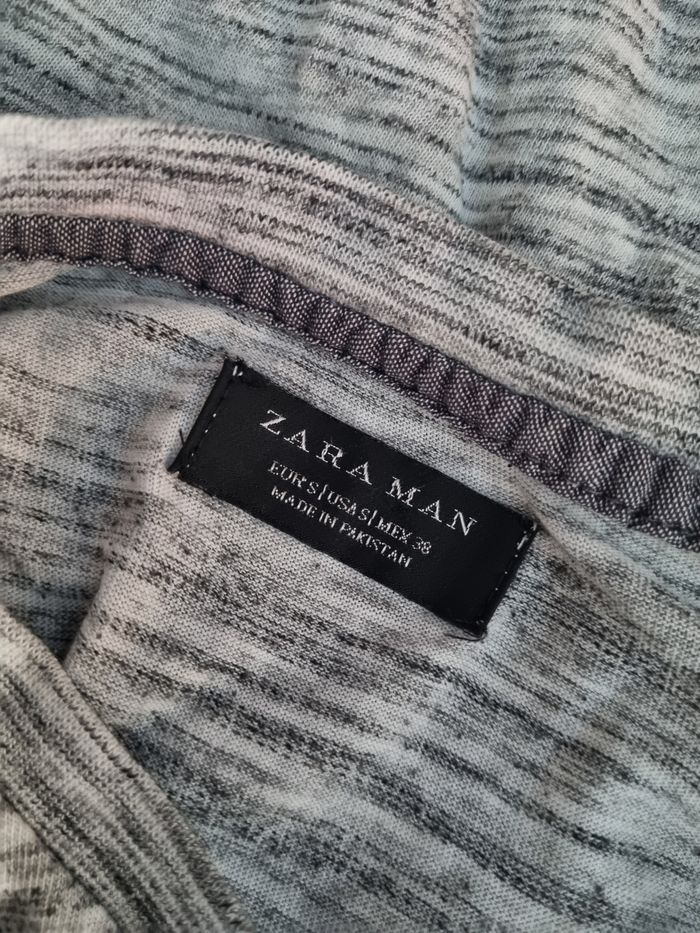 ZARA MAN
EUR S | USA S | MEX 38
MADE IN PAKISTAN